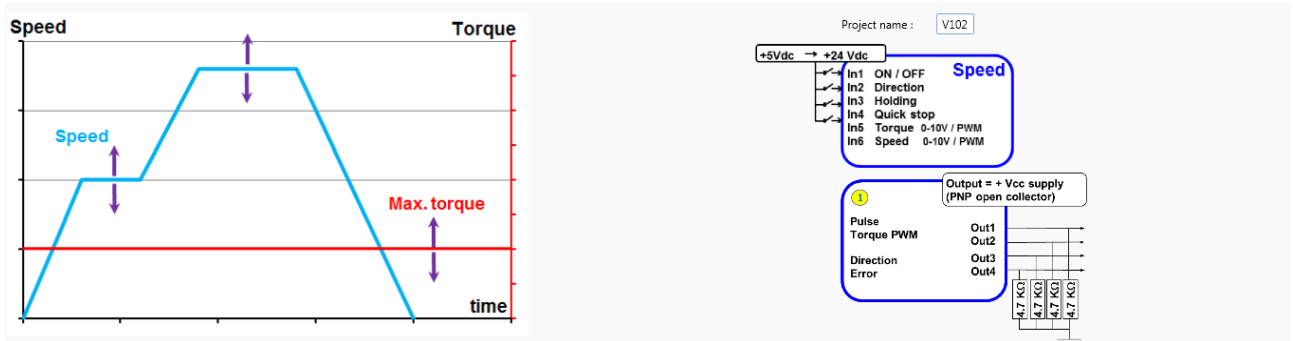 Speed
Torque
Speed
Max. torque
time
Project name :
V102
+5Vdc → +24 Vdc
Speed
In1 ON / OFF
In2 Direction
In3 Holding
In4 Quick stop
In5 Torque 0-10V / PWM
In6 Speed 0-10V / PWM
Output = + Vcc supply
(PNP open collector)
1
Pulse
Torque PWM
Direction
Error
Out1
Out2
Out3
Out4
4.7 KΩ
4.7 KΩ
4.7 KΩ
4.7 KΩ